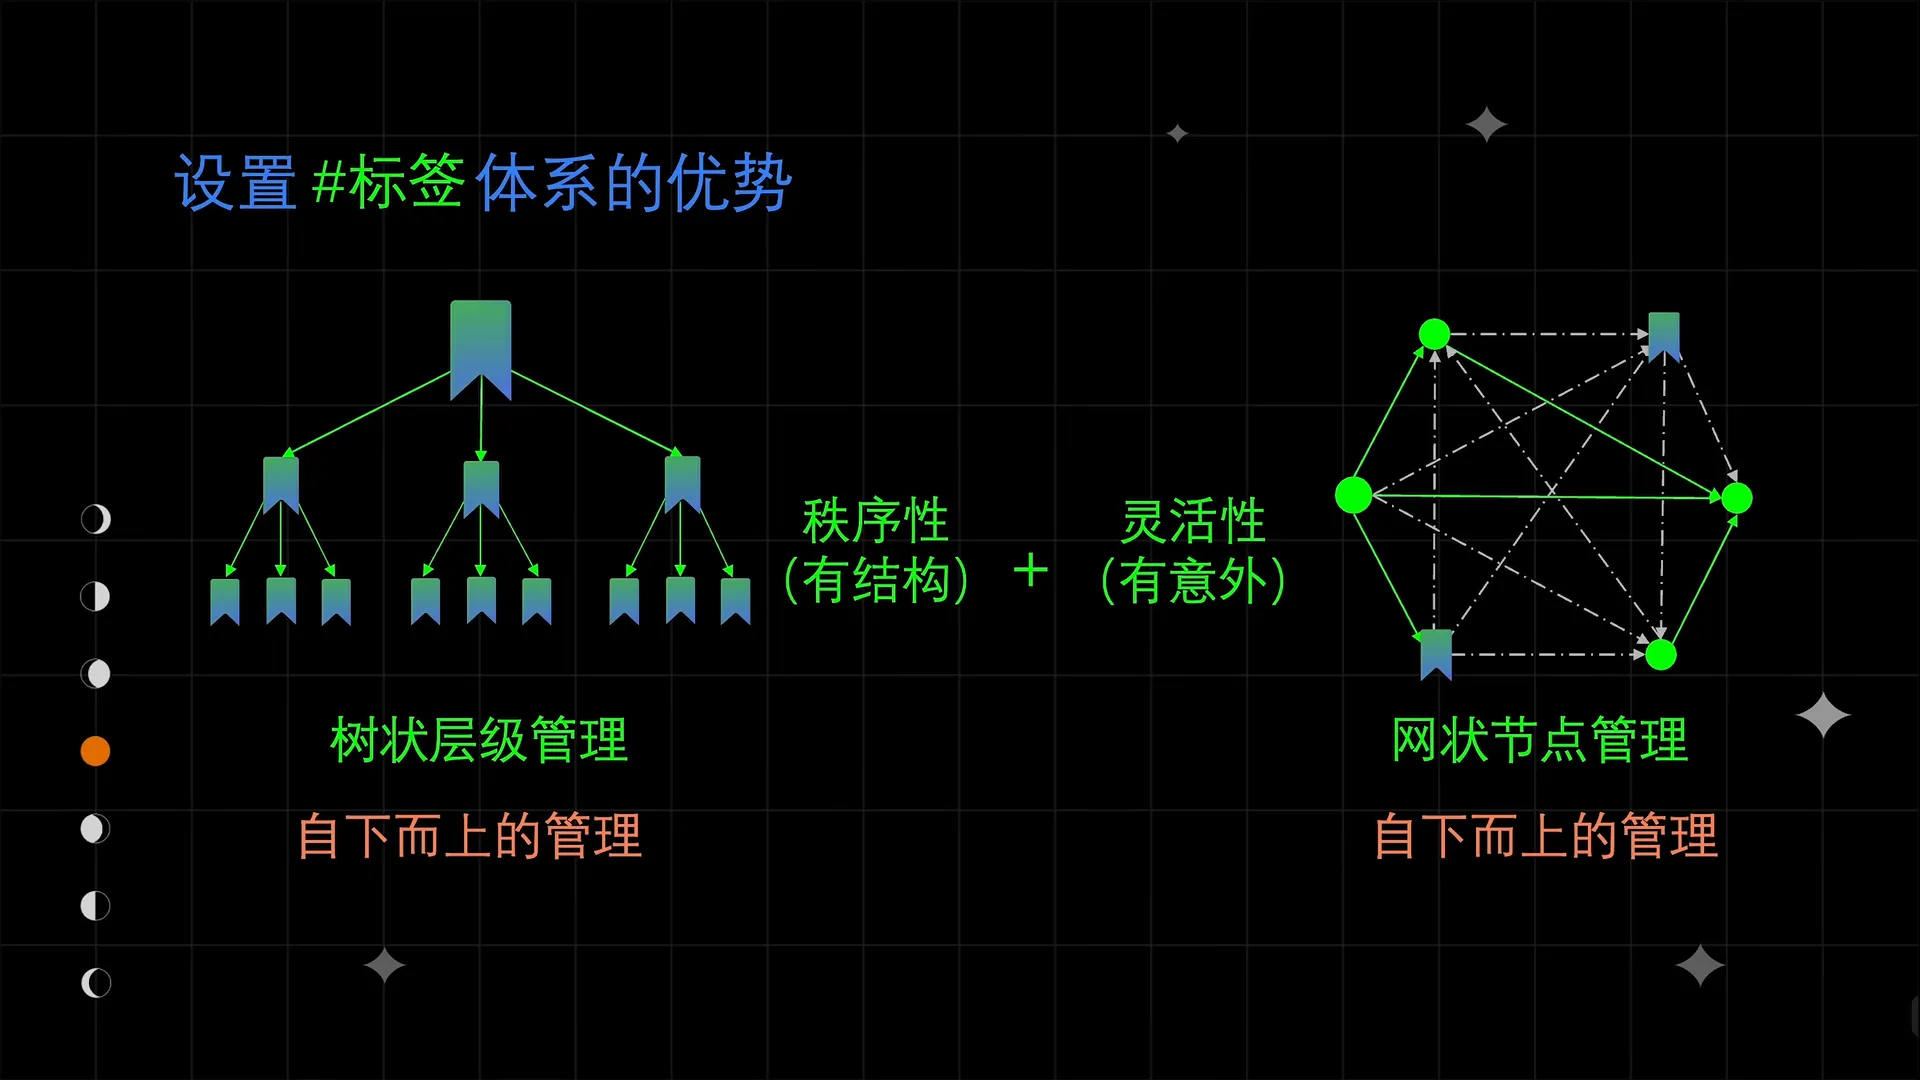 设置 #标签 体系的优势
秩序性
(有结构)
+
灵活性
(有意外)
树状层级管理
网状节点管理
自下而上的管理
自下而上的管理